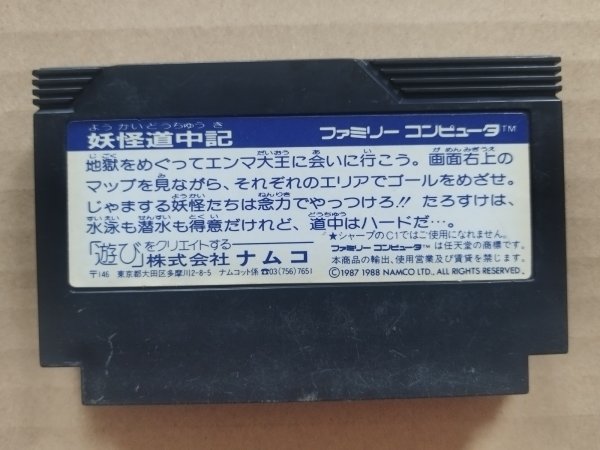 妖怪道中記 ファミリー コンピュータ™
地獄をめぐってエンマ大王に会いに行こう。画面右上の
マップを見ながら、それぞれのエリアでゴールをめざせ。
じゃまする妖怪たちは念力でやっつけろ!! たろすけは、
水泳も潜水も得意だけれど、道中はハードだ…。
★シャープのC1ではご使用になれません。
「遊び」をクリエイトする
株式会社 ナムコ
〒146 東京都大田区多摩川2-8-5 ナムコット係 ☎03(756)7651
ファミリー コンピュータ™は任天堂の商標です。
本商品の輸出、使用営業及び賃貸を禁じます。
©1987 1988 NAMCO LTD., ALL RIGHTS RESERVED.